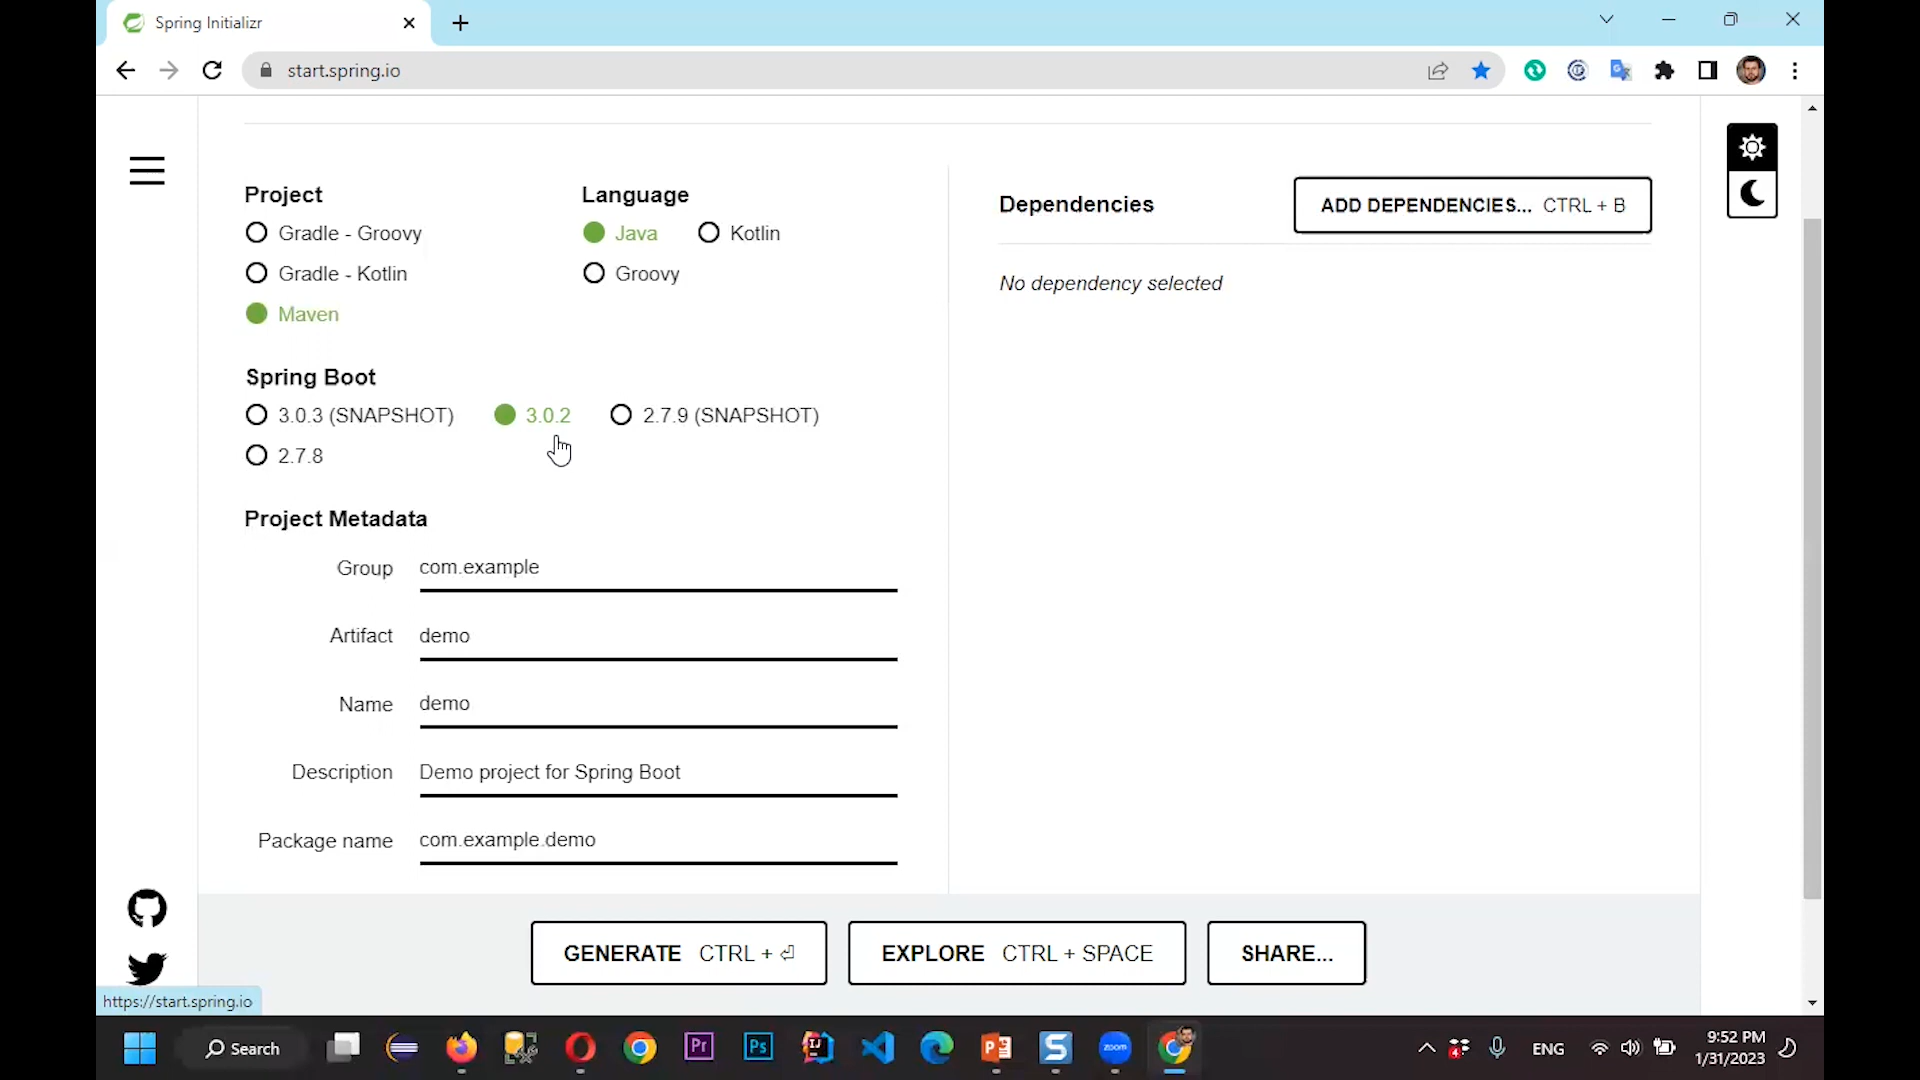 Spring Initializr
start.spring.io
Project
Language
Gradle - Groovy
Java
Kotlin
Gradle - Kotlin
Groovy
Maven
Dependencies
ADD DEPENDENCIES... CTRL + B
No dependency selected
Spring Boot
3.0.3 (SNAPSHOT)
3.0.2
2.7.9 (SNAPSHOT)
2.7.8
Project Metadata
Group com.example
Artifact demo
Name demo
Description Demo project for Spring Boot
Package name com.example.demo
GENERATE CTRL + ⏎
EXPLORE CTRL + SPACE
SHARE...
https://start.spring.io
Search
Pr
Ps
zoom
4
ENG
9:52 PM
1/31/2023